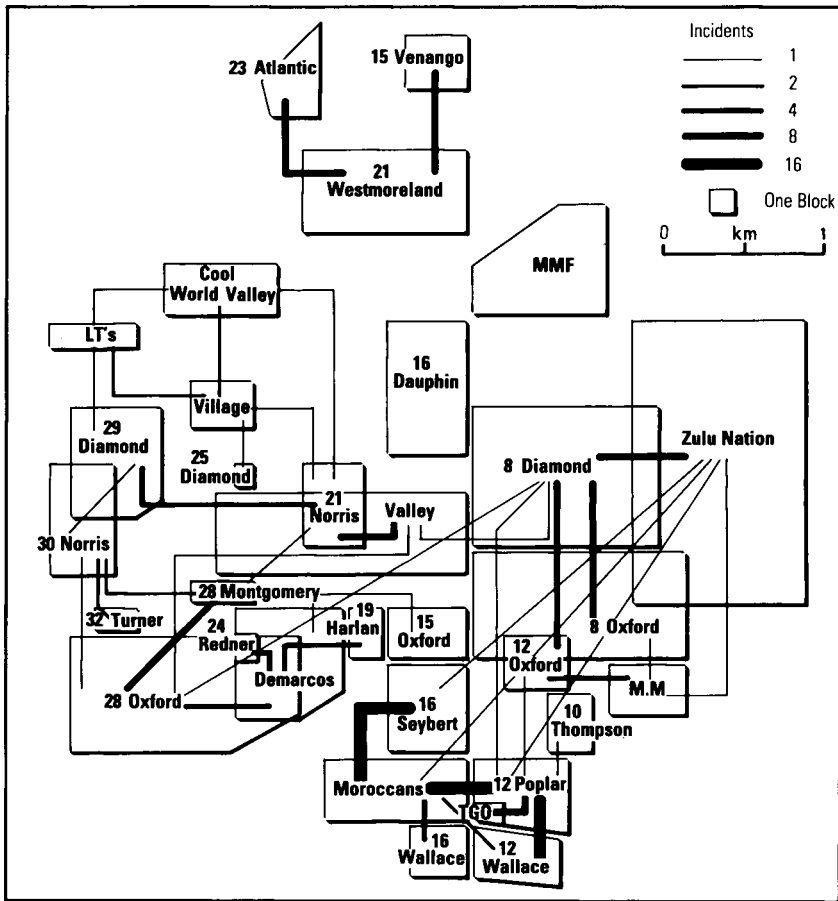 Incidents
1
2
4
8
16
One Block
0 km 1
23 Atlantic
15 Venango
21
Westmoreland
MMF
Cool
World Valley
LT's
16
Dauphin
Village
29
Diamond
25
Diamond
8 Diamond
Zulu Nation
21
Norris
Valley
30 Norris
28 Montgomery
32 Turner
24
Redner
19
Harlan
15
Oxford
8 Oxford
12
Oxford
Demarcos
28 Oxford
M.M
16
Seybert
10
Thompson
Moroccans
12 Poplar
TGO
16
Wallace
12
Wallace